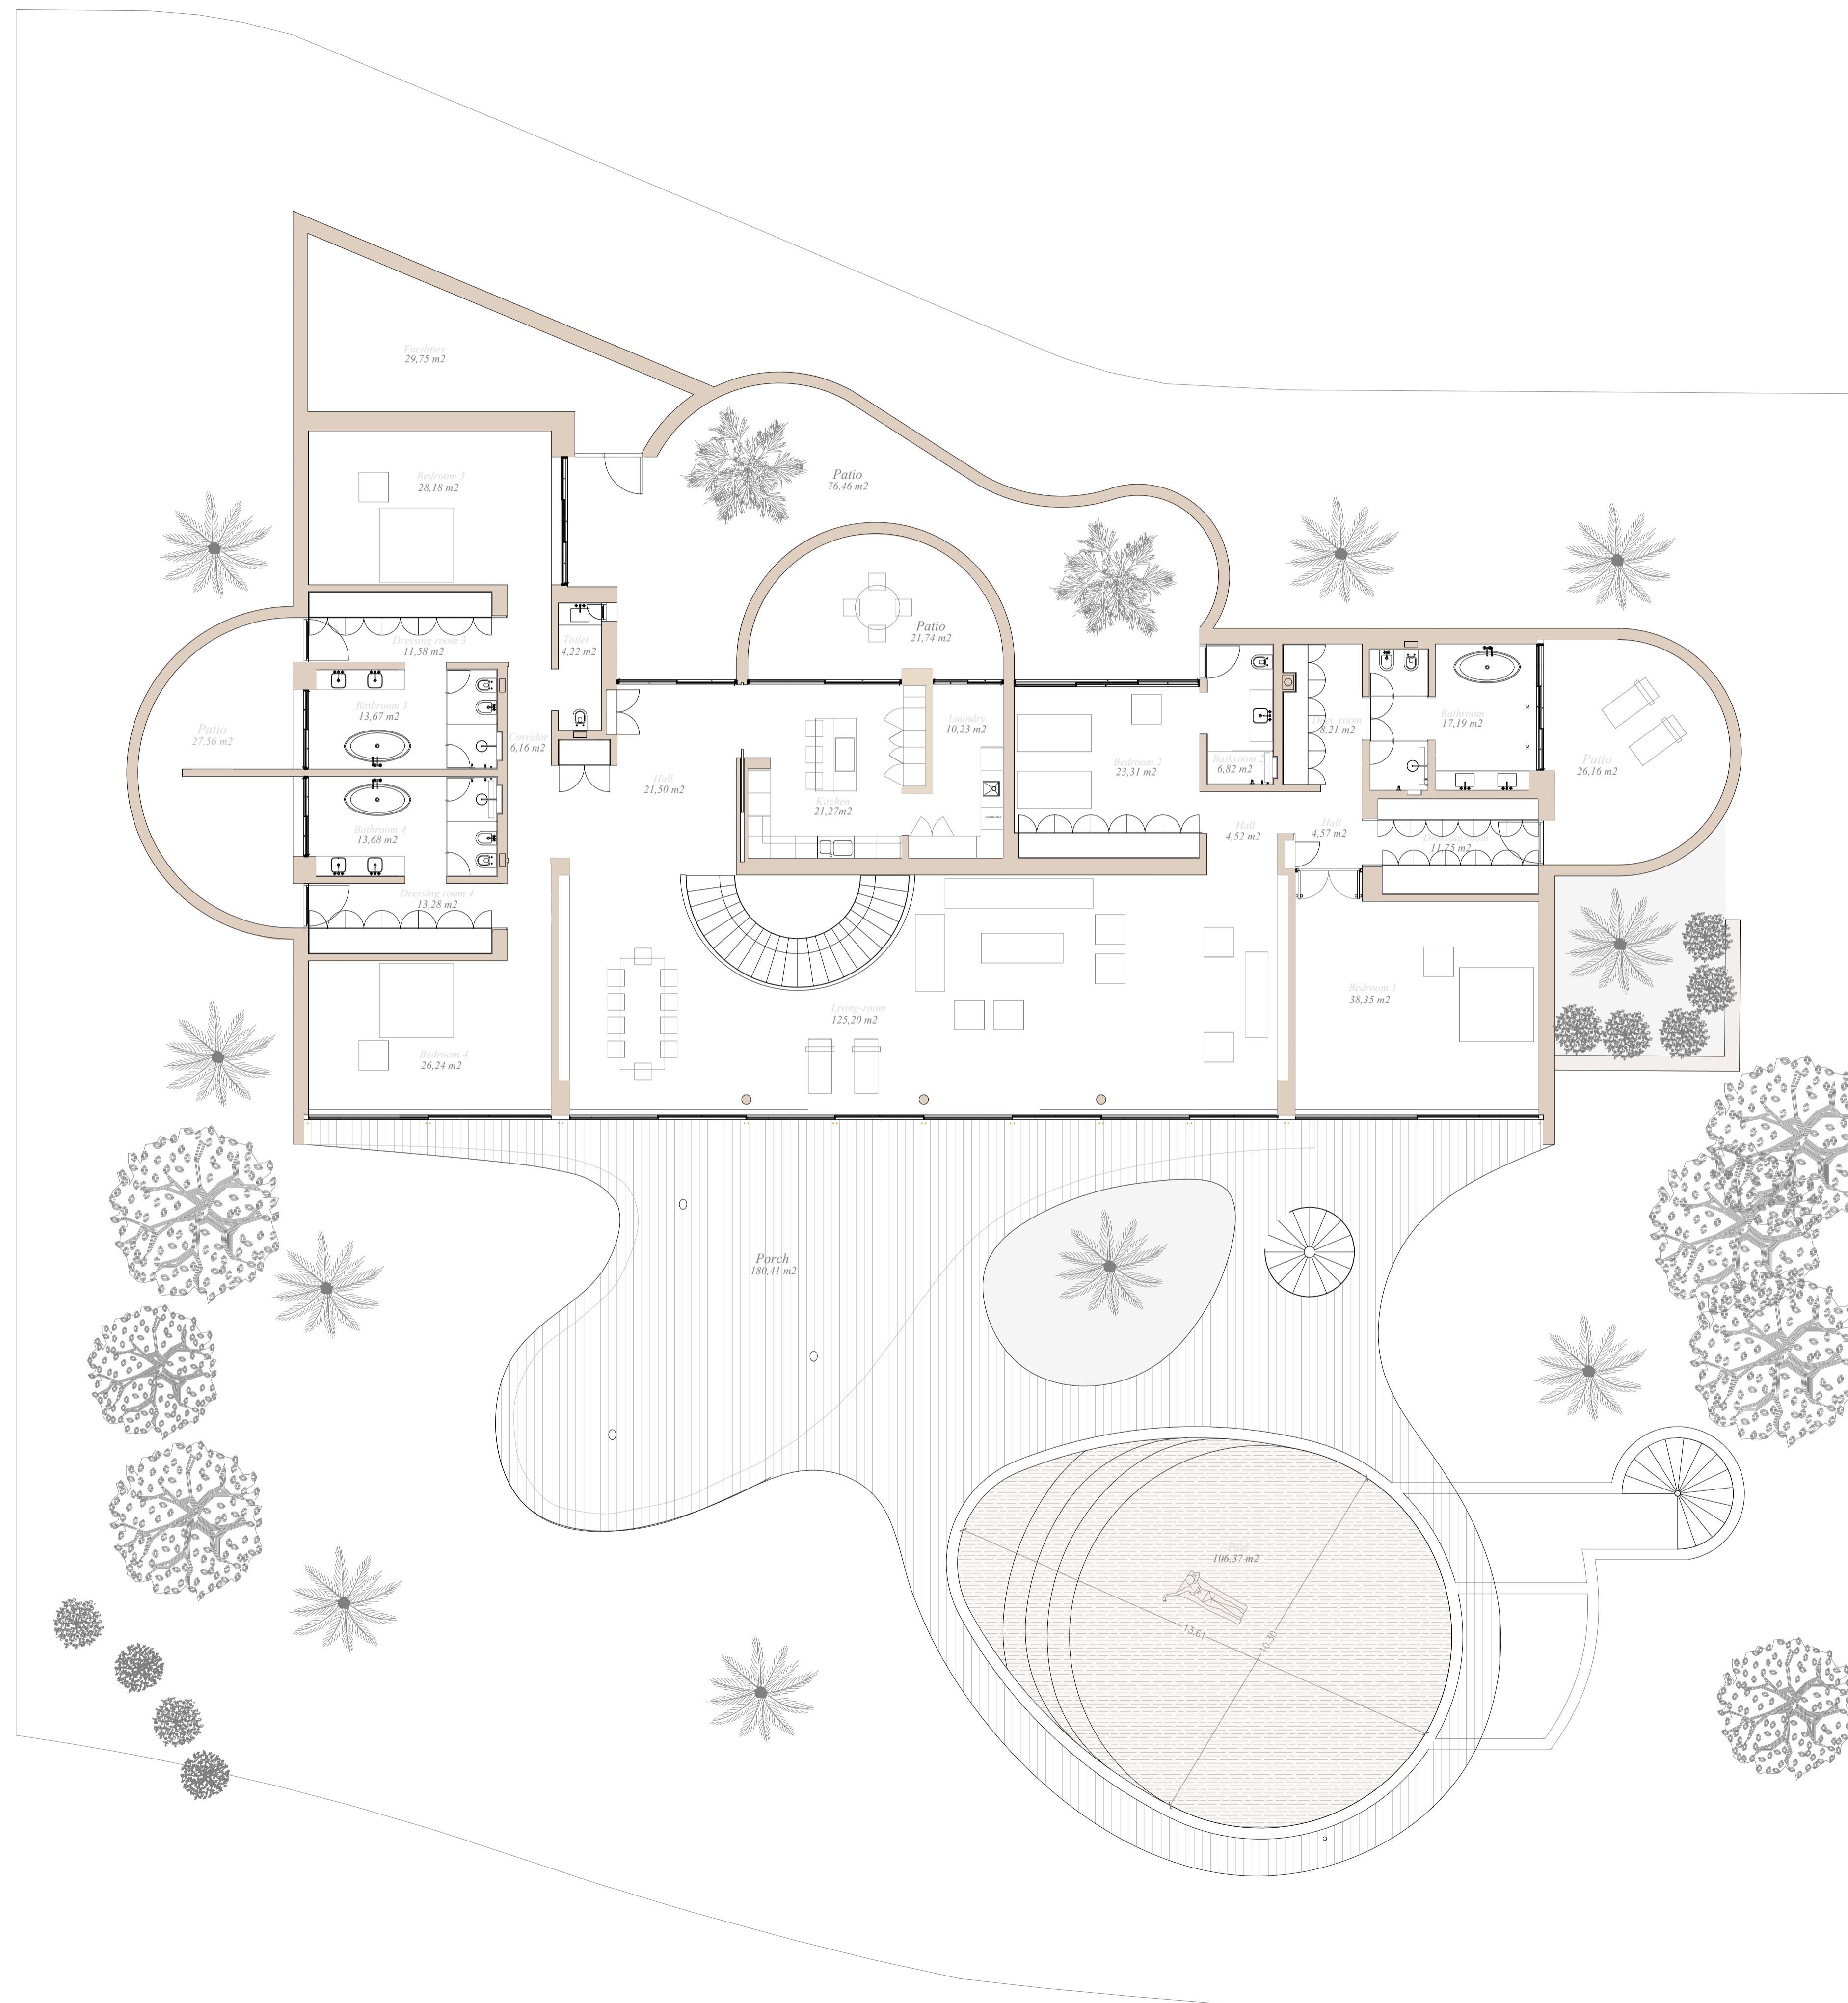 Facilities
29,75 m2
Bedroom 3
28,18 m2
Patio
76,46 m2
Patio
21,74 m2
Dressing room 3
11,58 m2
Toilet
4,22 m2
Bathroom 3
13,67 m2
Patio
27,56 m2
Corridor
6,16 m2
Hall
21,50 m2
Kitchen
21,27m2
Laundry
10,23 m2
Bedroom 2
23,31 m2
Bathroom 2
6,82 m2
Dres. room
8,21 m2
Bathroom
17,19 m2
M
M
Patio
26,16 m2
Bathroom 4
13,68 m2
Hall
4,52 m2
Hall
4,57 m2
Dressing room
11,75 m2
Dressing room 4
13,28 m2
Living-room
125,20 m2
Bedroom 1
38,35 m2
Bedroom 4
26,24 m2
Porch
180,41 m2
106,37 m2
13,61
10,30